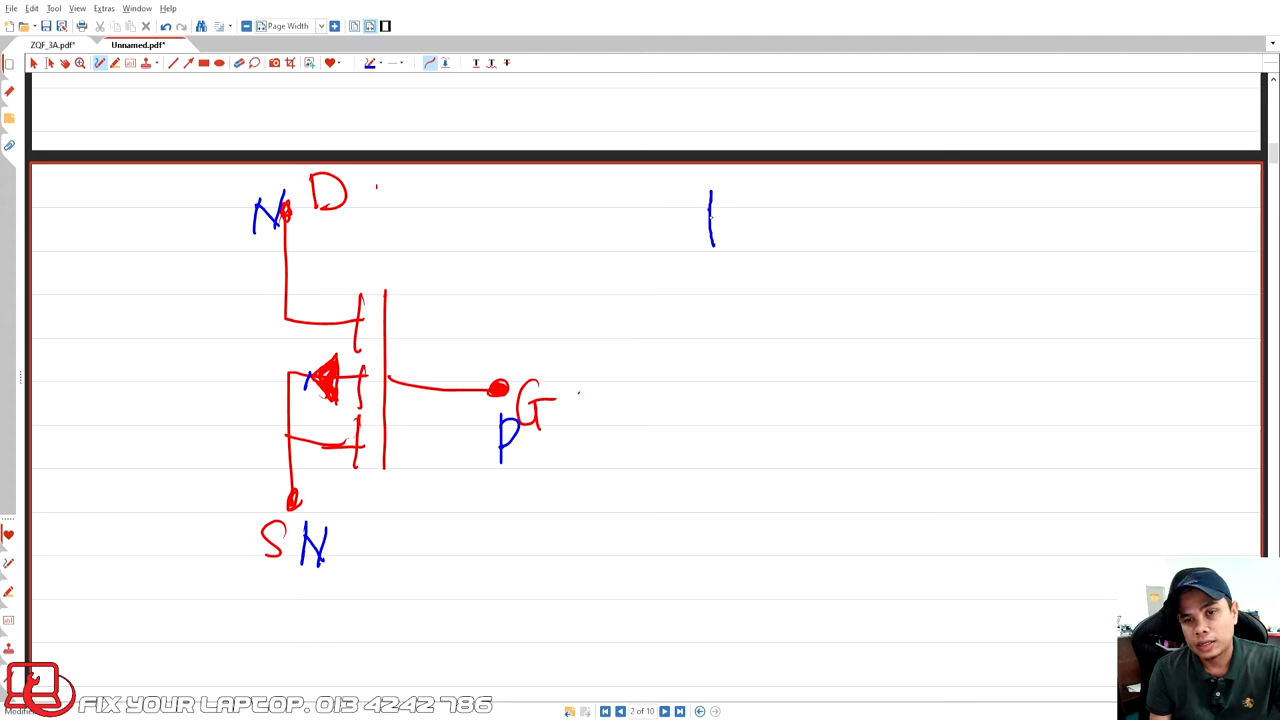 File Edit Tool View Extras Window Help
Page Width
ZQF_3A.pdf* Unnamed.pdf*
N D
G
P
S N
FIX YOUR LAPTOP. 013 4242 786
2 of 10